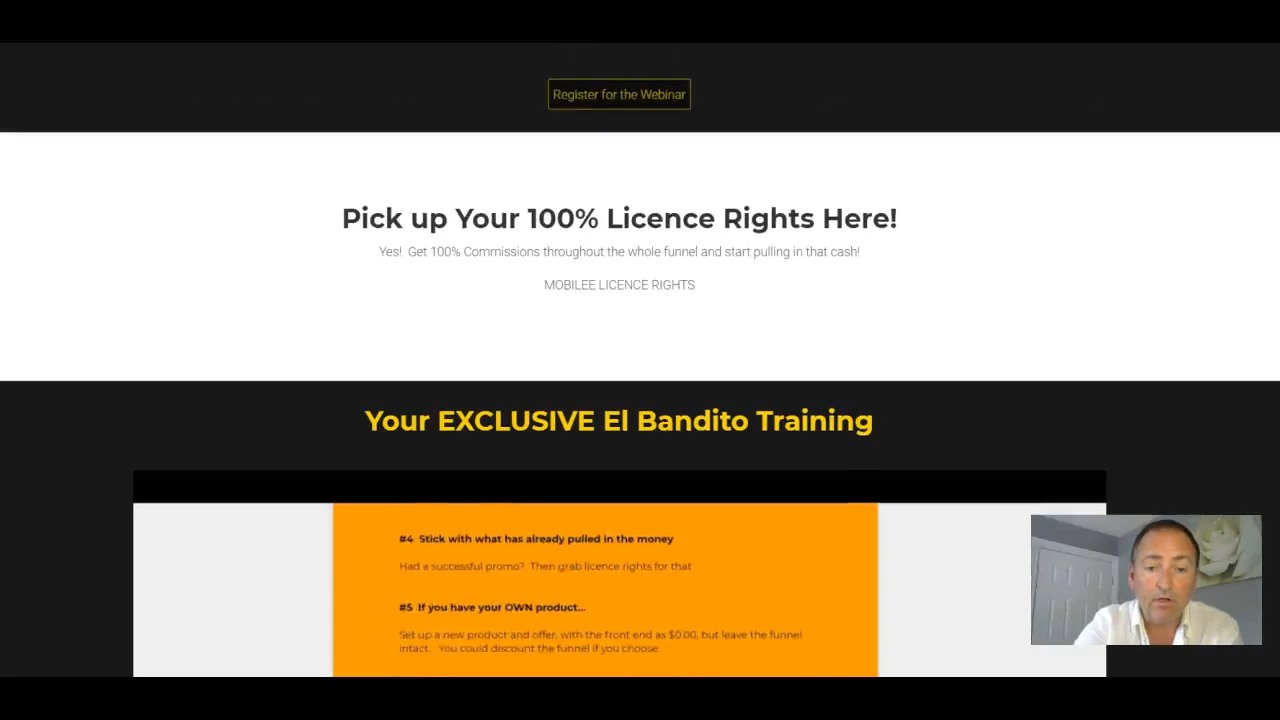 Register for the Webinar
Pick up Your 100% Licence Rights Here!
Yes! Get 100% Commissions throughout the whole funnel and start pulling in that cash!
MOBILEE LICENCE RIGHTS
Your EXCLUSIVE El Bandito Training
#4 Stick with what has already pulled in the money
Had a successful promo? Then grab licence rights for that
#5 If you have your OWN product...
Set up a new product and offer, with the front end as $0.00, but leave the funnel
intact. You could discount the funnel if you choose.